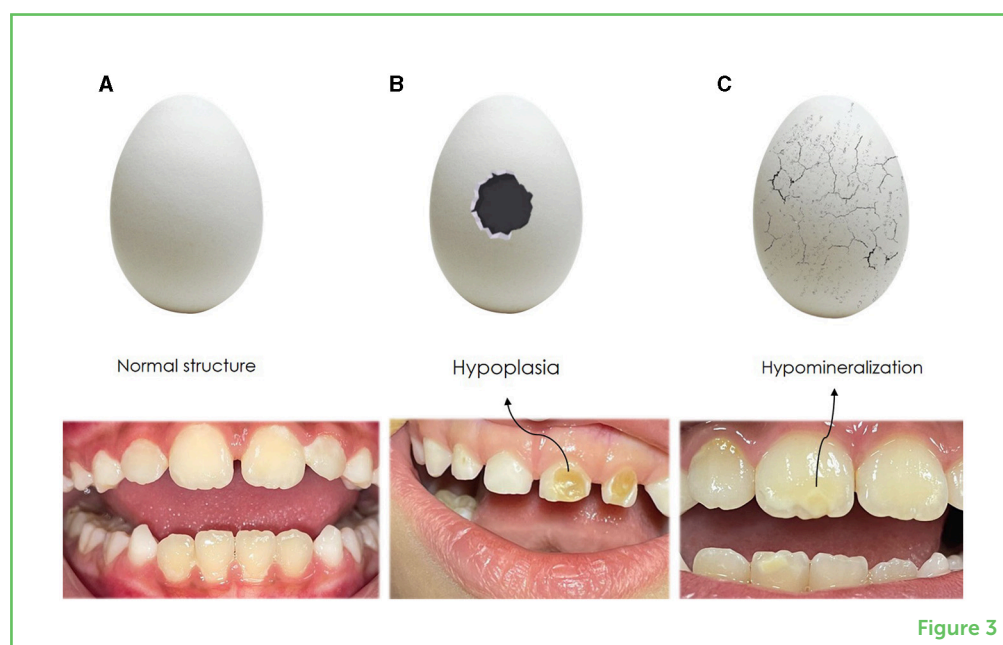 A
B
C
Normal structure
Hypoplasia
Hypomineralization
Figure 3